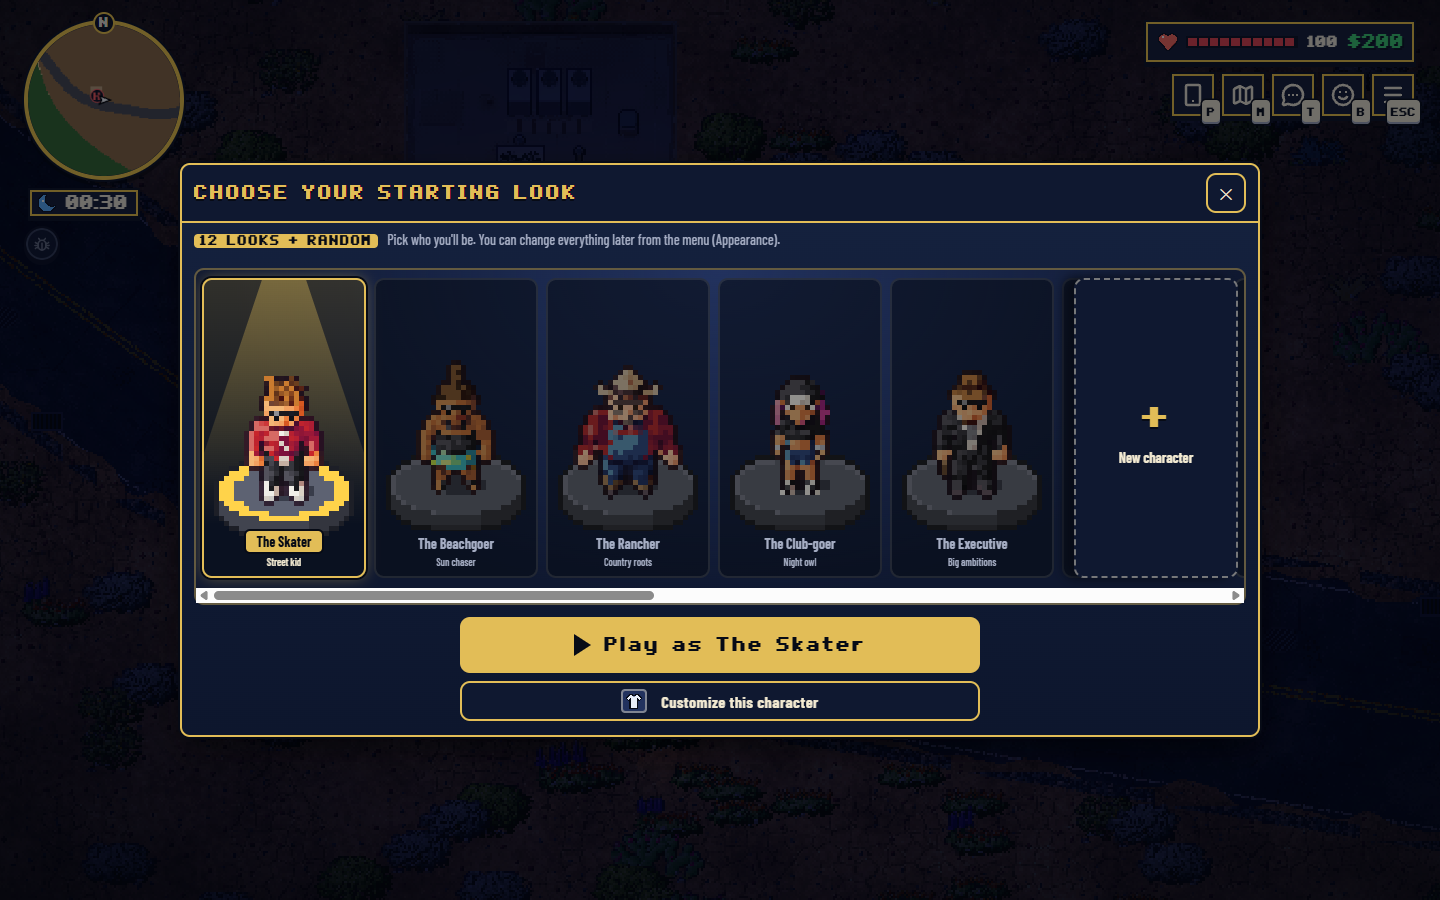 N
100 $200
P
M
T
B
ESC
00:30
CHOOSE YOUR STARTING LOOK
12 LOOKS + RANDOM Pick who you'll be. You can change everything later from the menu (Appearance).
The Skater
Street kid
The Beachgoer
Sun chaser
The Rancher
Country roots
The Club-goer
Night owl
The Executive
Big ambitions
+
New character
Play as The Skater
Customize this character